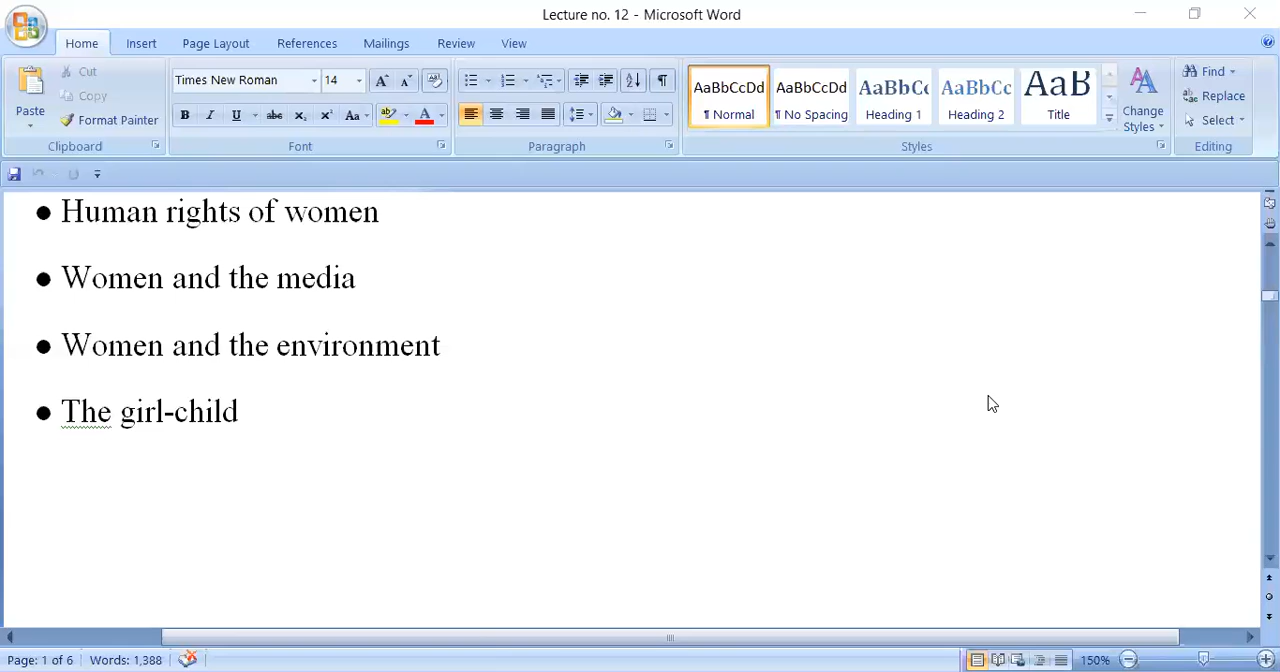 Lecture no. 12 - Microsoft Word
Home Insert Page Layout References Mailings Review View
Paste
Cut
Copy
Format Painter
Clipboard
Times New Roman 14
Font
Paragraph
AaBbCcDd AaBbCcDd AaBbCc AaBbCc AaB
¶ Normal ¶ No Spacing Heading 1 Heading 2 Title
Change Styles
Styles
Find
Replace
Select
Editing
● Human rights of women
● Women and the media
● Women and the environment
● The girl-child
Page: 1 of 6 Words: 1,388 150%